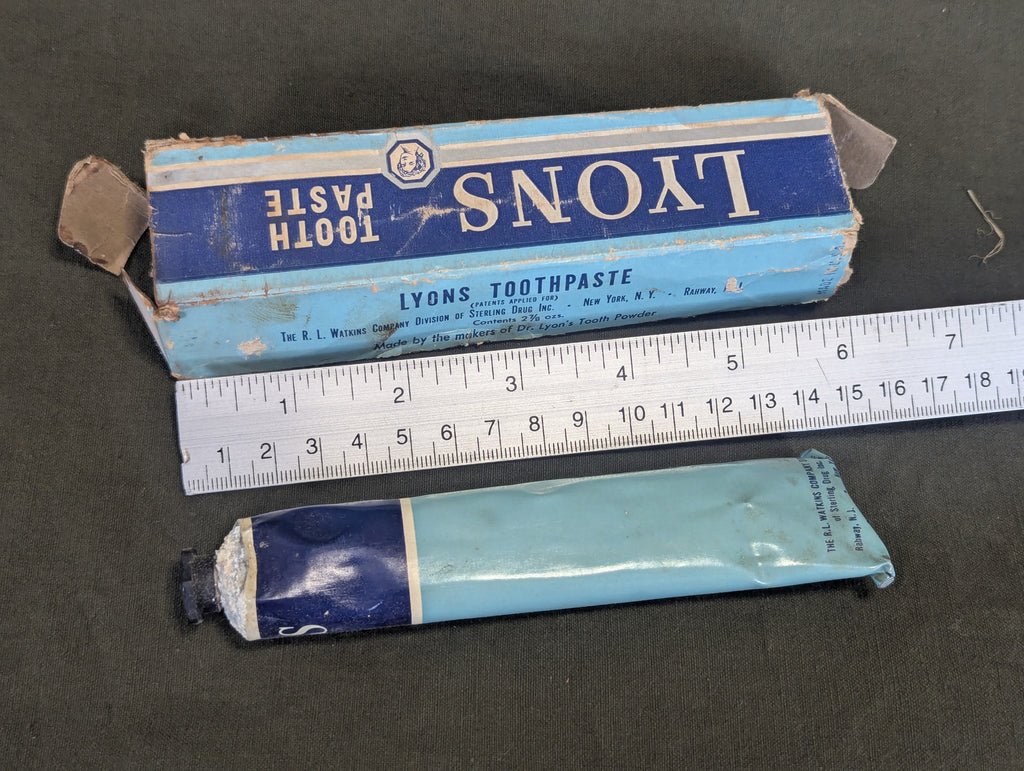 LYONS
TOOTH
PASTE
LYONS TOOTHPASTE
(PATENTS APPLIED FOR)
THE R. L. WATKINS COMPANY DIVISION OF STERLING DRUG INC. - NEW YORK, N. Y. - RAHWAY,
Contents 2⅞ ozs.
Made by the makers of Dr. Lyon's Tooth Powder
1 2 3 4 5 6 7
1 2 3 4 5 6 7 8 9 10 11 12 13 14 15 16 17 18
S
THE R.L. WATKINS COMPANY
of Sterling Drug Inc.
Rahway, N.J.